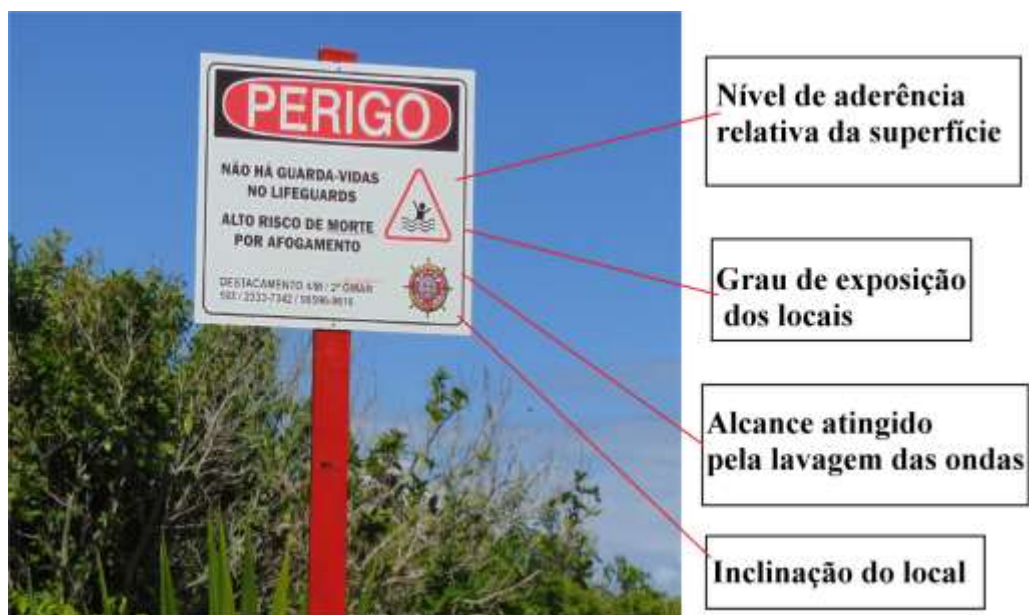 PERIGO
NÃO HÁ GUARDA-VIDAS
NO LIFEGUARDS
ALTO RISCO DE MORTE
POR AFOGAMENTO
DESTACAMENTO
Nível de aderência
relativa da superfície
Grau de exposição
dos locais
Alcance atingido
pela lavagem das ondas
Inclinação do local